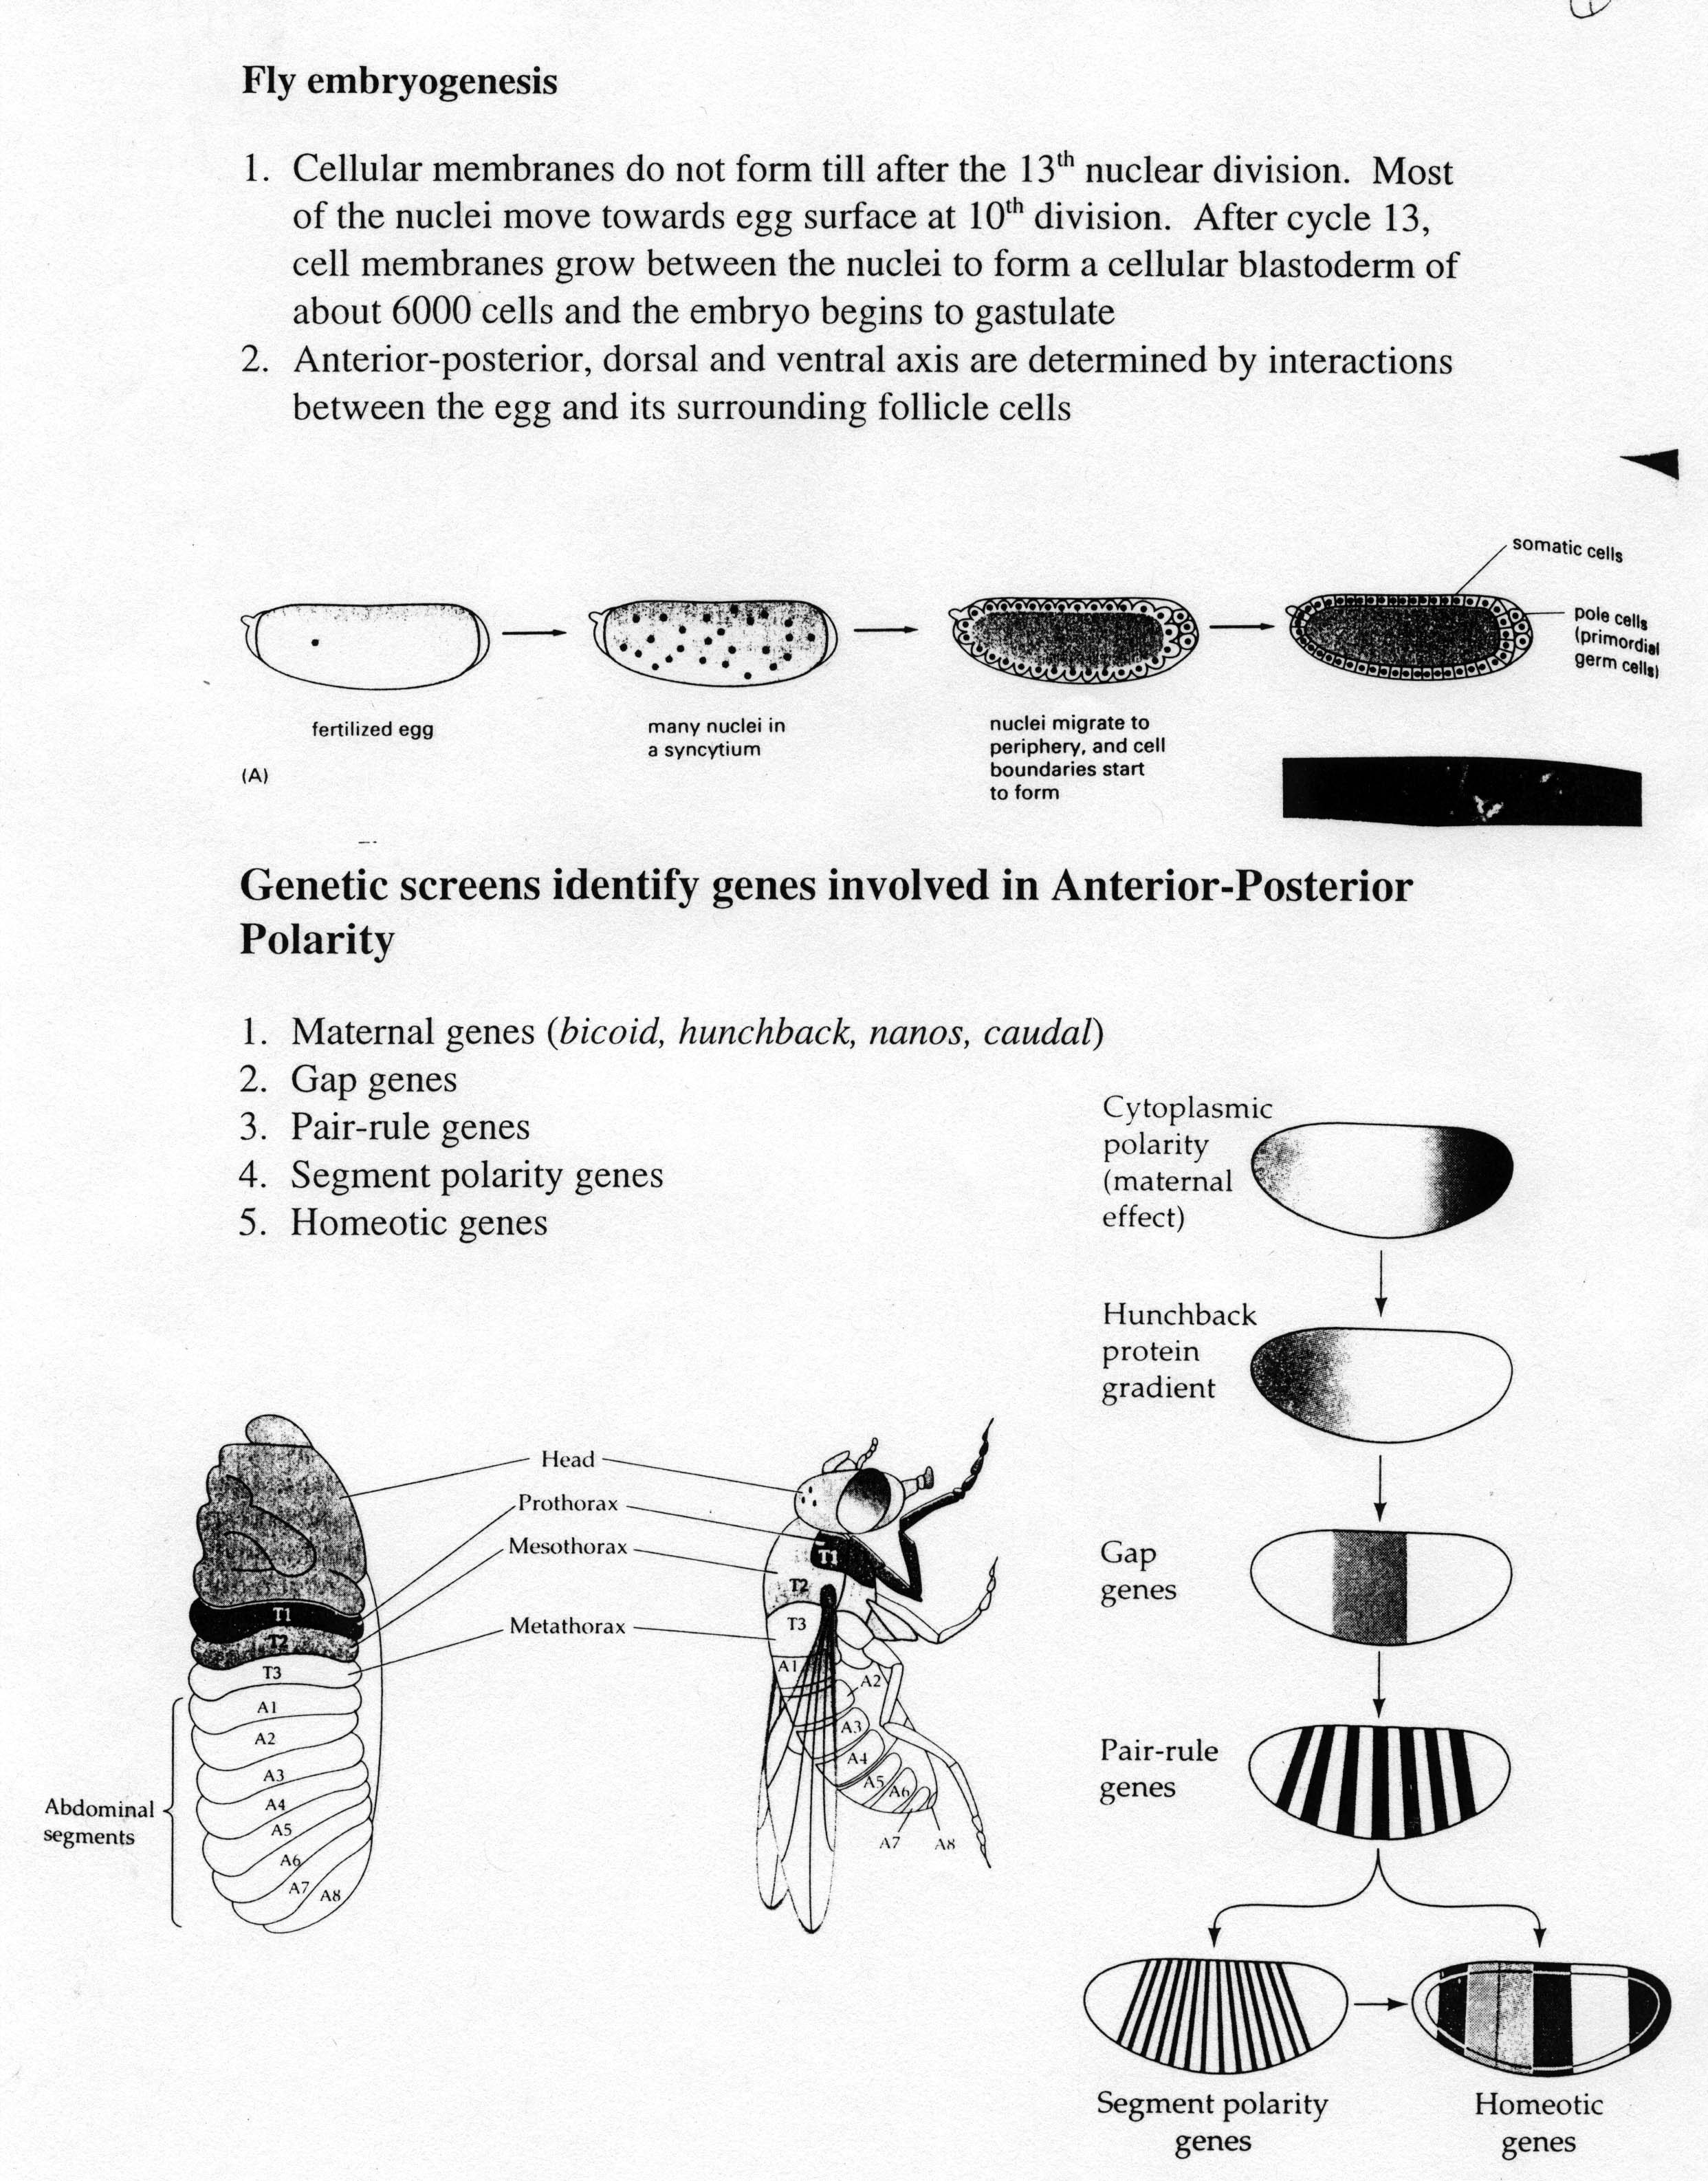 Fly embryogenesis
1. Cellular membranes do not form till after the 13th nuclear division. Most
of the nuclei move towards egg surface at 10th division. After cycle 13,
cell membranes grow between the nuclei to form a cellular blastoderm of
about 6000 cells and the embryo begins to gastulate
2. Anterior-posterior, dorsal and ventral axis are determined by interactions
between the egg and its surrounding follicle cells
somatic cells
pole cells
(primordial
germ cells)
fertilized egg
many nuclei in
a syncytium
nuclei migrate to
periphery, and cell
boundaries start
to form
(A)
Genetic screens identify genes involved in Anterior-Posterior
Polarity
1. Maternal genes (bicoid, hunchback, nanos, caudal)
2. Gap genes
3. Pair-rule genes
4. Segment polarity genes
5. Homeotic genes
Cytoplasmic
polarity
(maternal
effect)
Hunchback
protein
gradient
Gap
genes
Pair-rule
genes
Segment polarity
genes
Homeotic
genes
Head
Prothorax
Mesothorax
Metathorax
T1
T2
T3
A1
A2
A3
A4
A5
A6
A7
A8
Abdominal
segments
T1
T2
T3
A1
A2
A3
A4
A5
A6
A7
A8